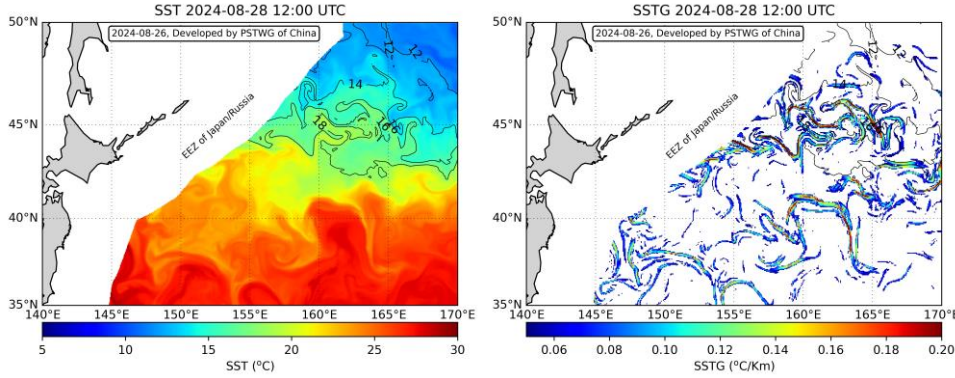 SST 2024-08-28 12:00 UTC
2024-08-26, Developed by PSTWG of China
EEZ of Japan/Russia
12
12
14
18
16
50°N
45°N
40°N
35°N
140°E
145°E
150°E
155°E
160°E
165°E
170°E
5
10
15
20
25
30
SST (°C)
SSTG 2024-08-28 12:00 UTC
2024-08-26, Developed by PSTWG of China
EEZ of Japan/Russia
12
14
50°N
45°N
40°N
35°N
140°E
145°E
150°E
155°E
160°E
165°E
170°E
0.06
0.08
0.10
0.12
0.14
0.16
0.18
0.20
SSTG (°C/Km)